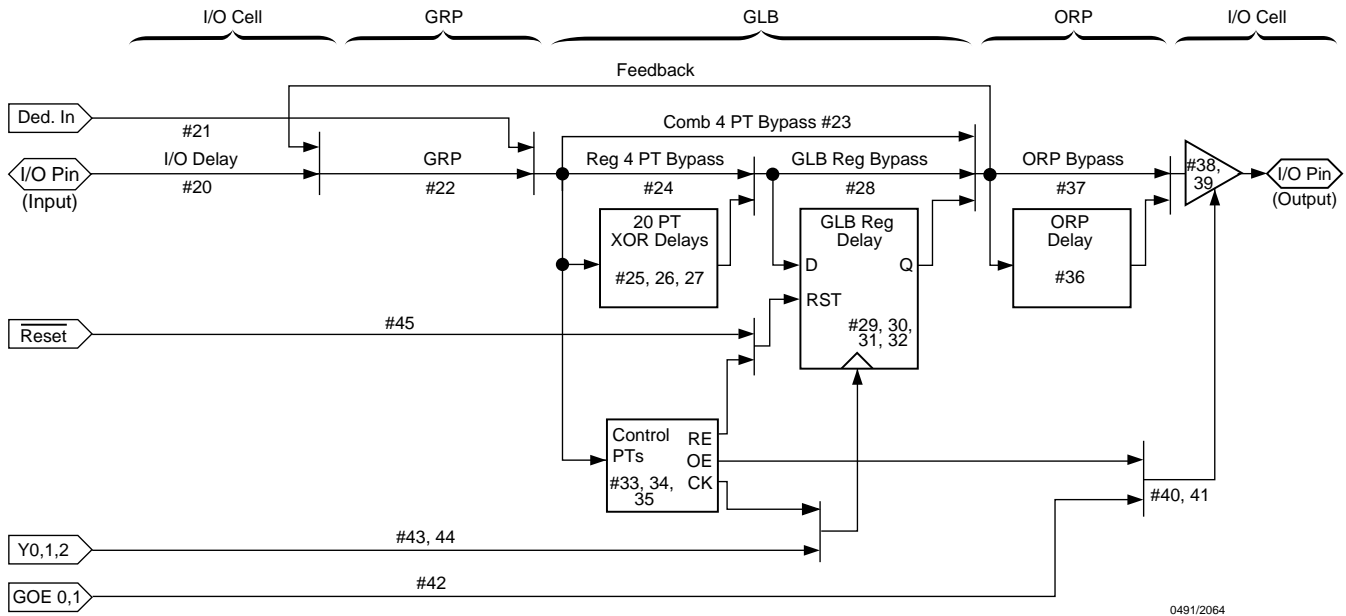 I/O Cell
GRP
GLB
ORP
I/O Cell
Feedback
Ded. In
#21
Comb 4 PT Bypass #23
I/O Pin
(Input)
I/O Delay
#20
GRP
#22
Reg 4 PT Bypass
#24
GLB Reg Bypass
#28
ORP Bypass
#37
#38,
39
I/O Pin
(Output)
20 PT
XOR Delays
#25, 26, 27
GLB Reg
Delay
D
Q
RST
#29, 30,
31, 32
ORP
Delay
#36
Reset
#45
Control
PTs
#33, 34,
35
RE
OE
CK
#40, 41
Y0,1,2
#43, 44
GOE 0,1
#42
0491/2064